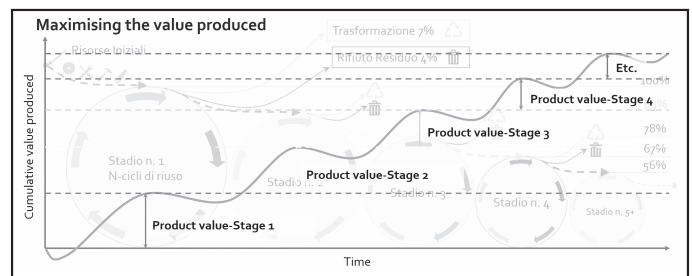 Maximising the value produced
Trasformazione 7%
Risorse Iniziali
Rifiuto Residuo 4%
Etc.
100%
Product value-Stage 4
Product value-Stage 3
78%
67%
56%
Cumulative value produced
Stadio n. 1
N-cicli di riuso
Product value-Stage 2
Stadio n. 3
Stadio n. 4
Stadio n. 5+
Product value-Stage 1
Time